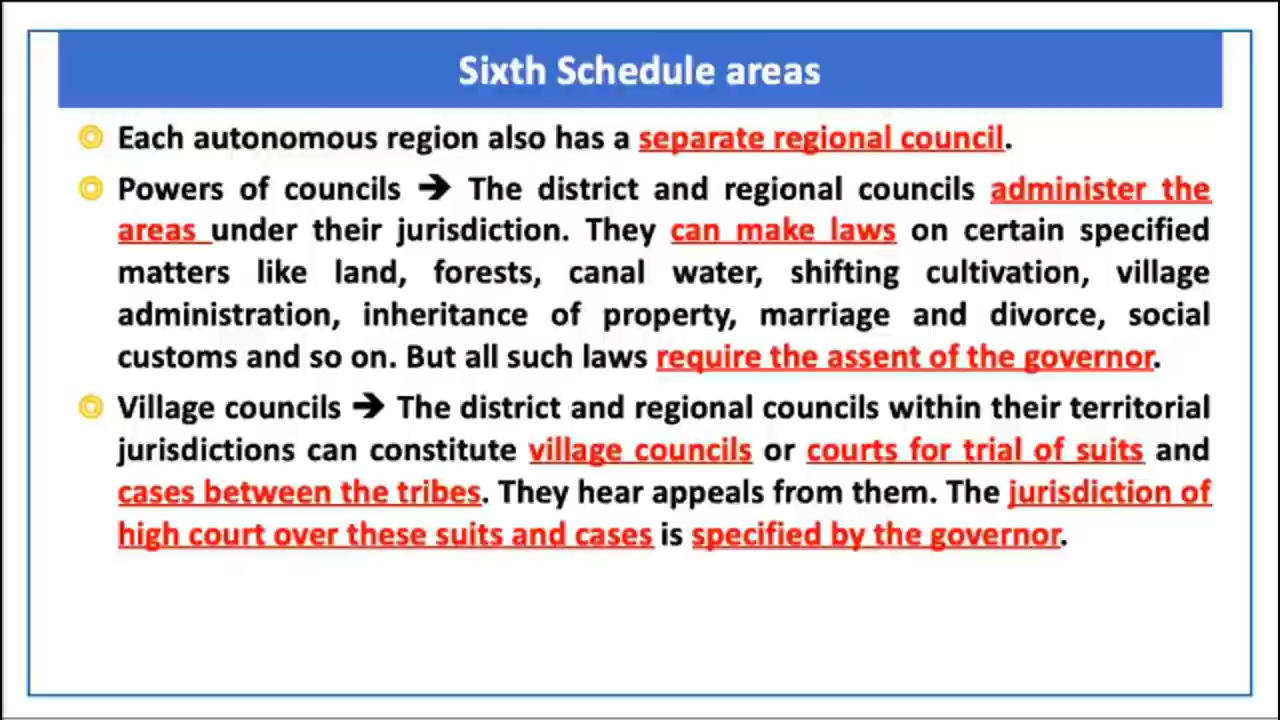 Sixth Schedule areas
Each autonomous region also has a separate regional council.
Powers of councils ➔ The district and regional councils administer the
areas under their jurisdiction. They can make laws on certain specified
matters like land, forests, canal water, shifting cultivation, village
administration, inheritance of property, marriage and divorce, social
customs and so on. But all such laws require the assent of the governor.
Village councils ➔ The district and regional councils within their territorial
jurisdictions can constitute village councils or courts for trial of suits and
cases between the tribes. They hear appeals from them. The jurisdiction of
high court over these suits and cases is specified by the governor.